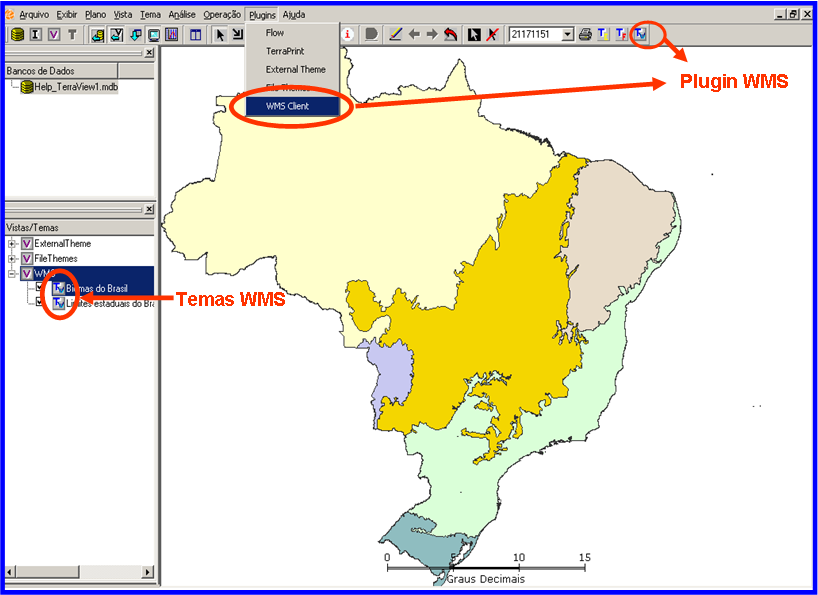 Arquivo Exibir Plano Vista Tema Análise Operação Plugins Ajuda
21171151
Flow
TerraPrint
External Theme
File Themes
WMS Client
Plugin WMS
Bancos de Dados
Help_TerraView1.mdb
Vistas/Temas
ExternalTheme
FileThemes
WMS
Biomas do Brasil
Limites estaduais do Bra
Temas WMS
0 5 10 15
Graus Decimais